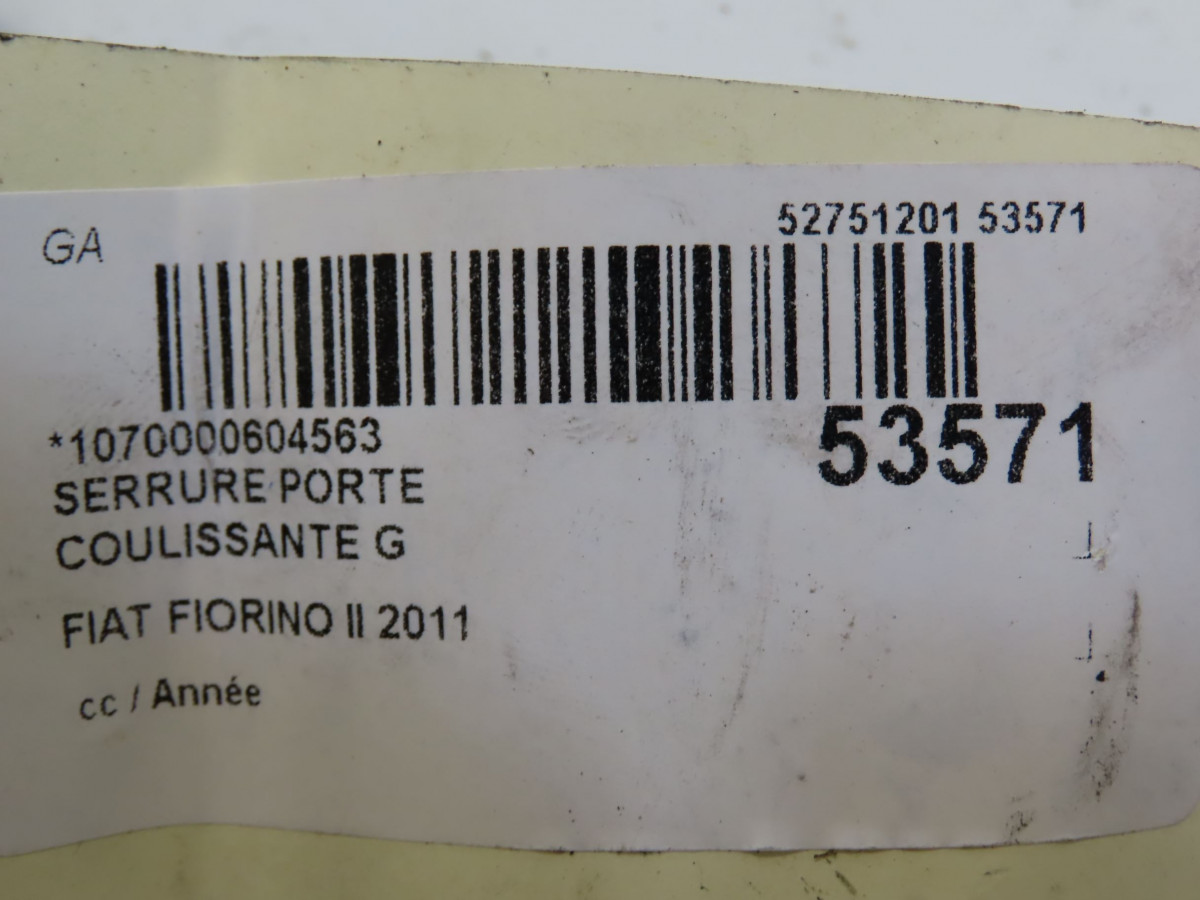 GA
52751201 53571
53571
*1070000604563
SERRURE PORTE
COULISSANTE G
FIAT FIORINO II 2011
cc / Année